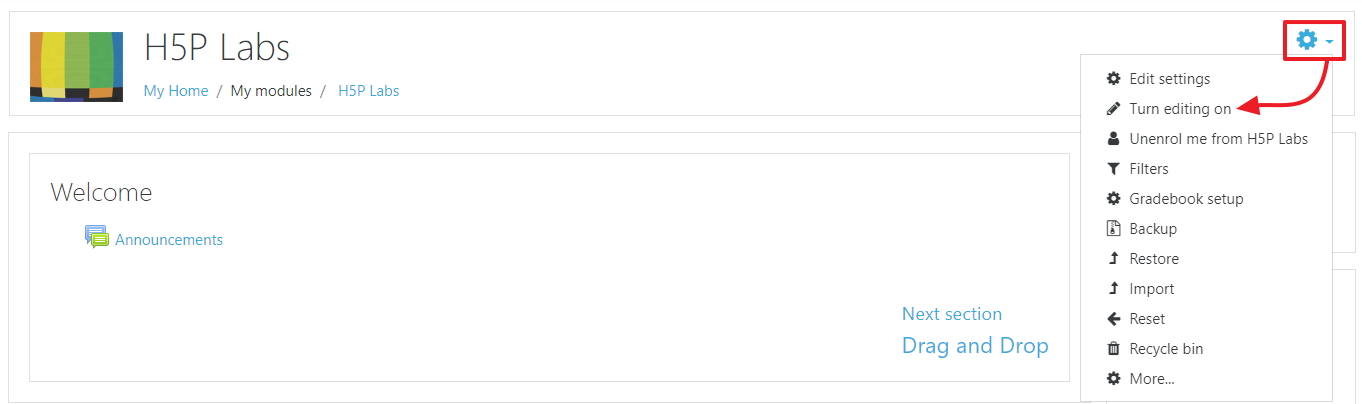 H5P Labs
My Home / My modules / H5P Labs
Welcome
Announcements
Next section
Drag and Drop
Edit settings
Turn editing on
Unenrol me from H5P Labs
Filters
Gradebook setup
Backup
Restore
Import
Reset
Recycle bin
More...